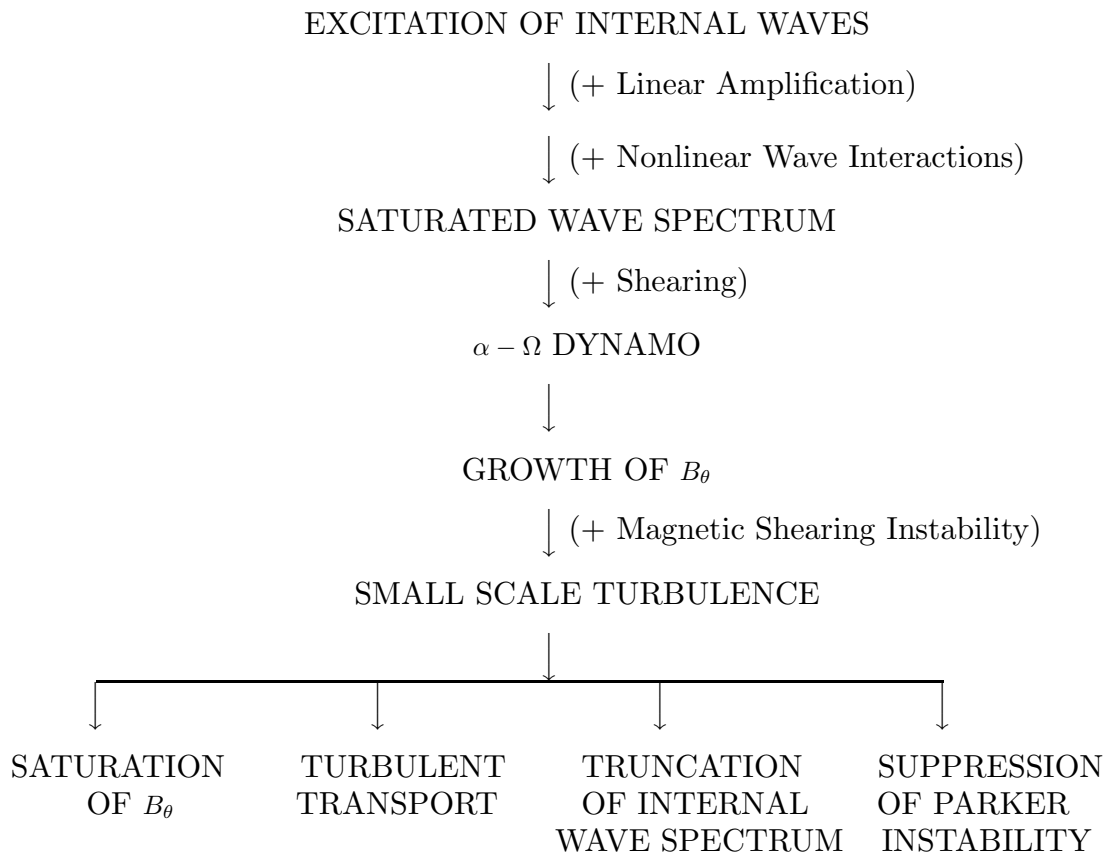 EXCITATION OF INTERNAL WAVES
(+ Linear Amplification)
(+ Nonlinear Wave Interactions)
SATURATED WAVE SPECTRUM
(+ Shearing)
α − Ω DYNAMO
GROWTH OF Bθ
(+ Magnetic Shearing Instability)
SMALL SCALE TURBULENCE
SATURATION
OF Bθ
TURBULENT
TRANSPORT
TRUNCATION
OF INTERNAL
WAVE SPECTRUM
SUPPRESSION
OF PARKER
INSTABILITY